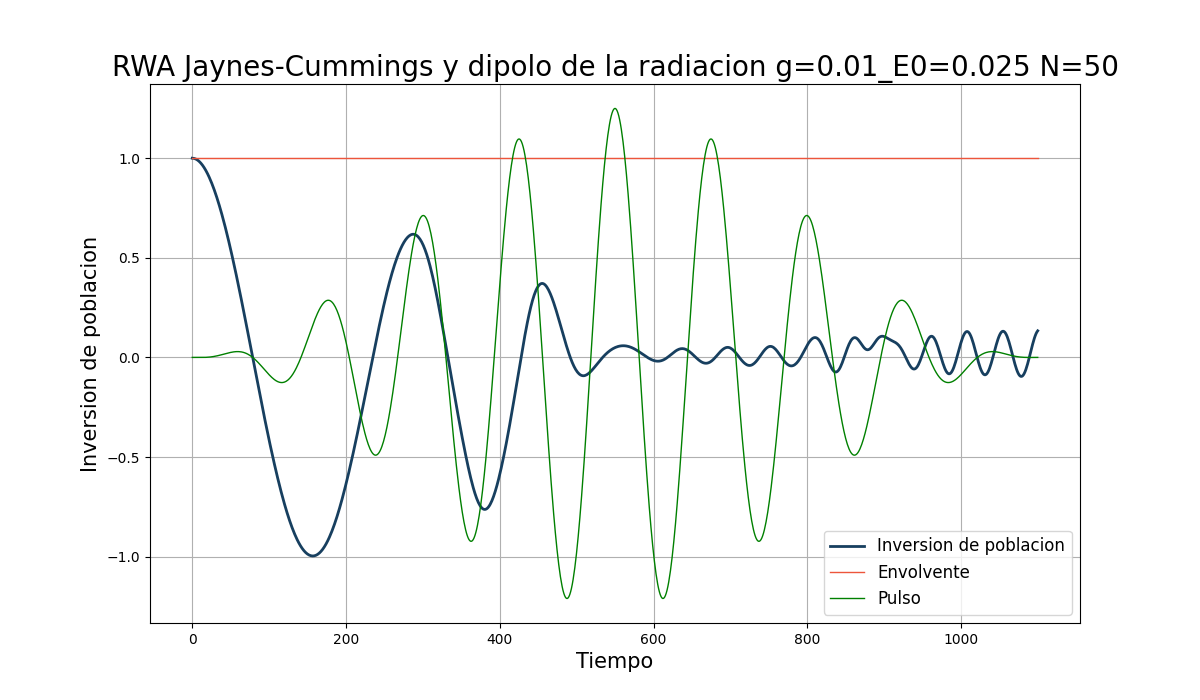 RWA Jaynes-Cummings y dipolo de la radiacion g=0.01_E0=0.025 N=50
Inversion de poblacion
1.0
0.5
0.0
−0.5
−1.0
Inversion de poblacion
Envolvente
Pulso
0 200 400 600 800 1000
Tiempo